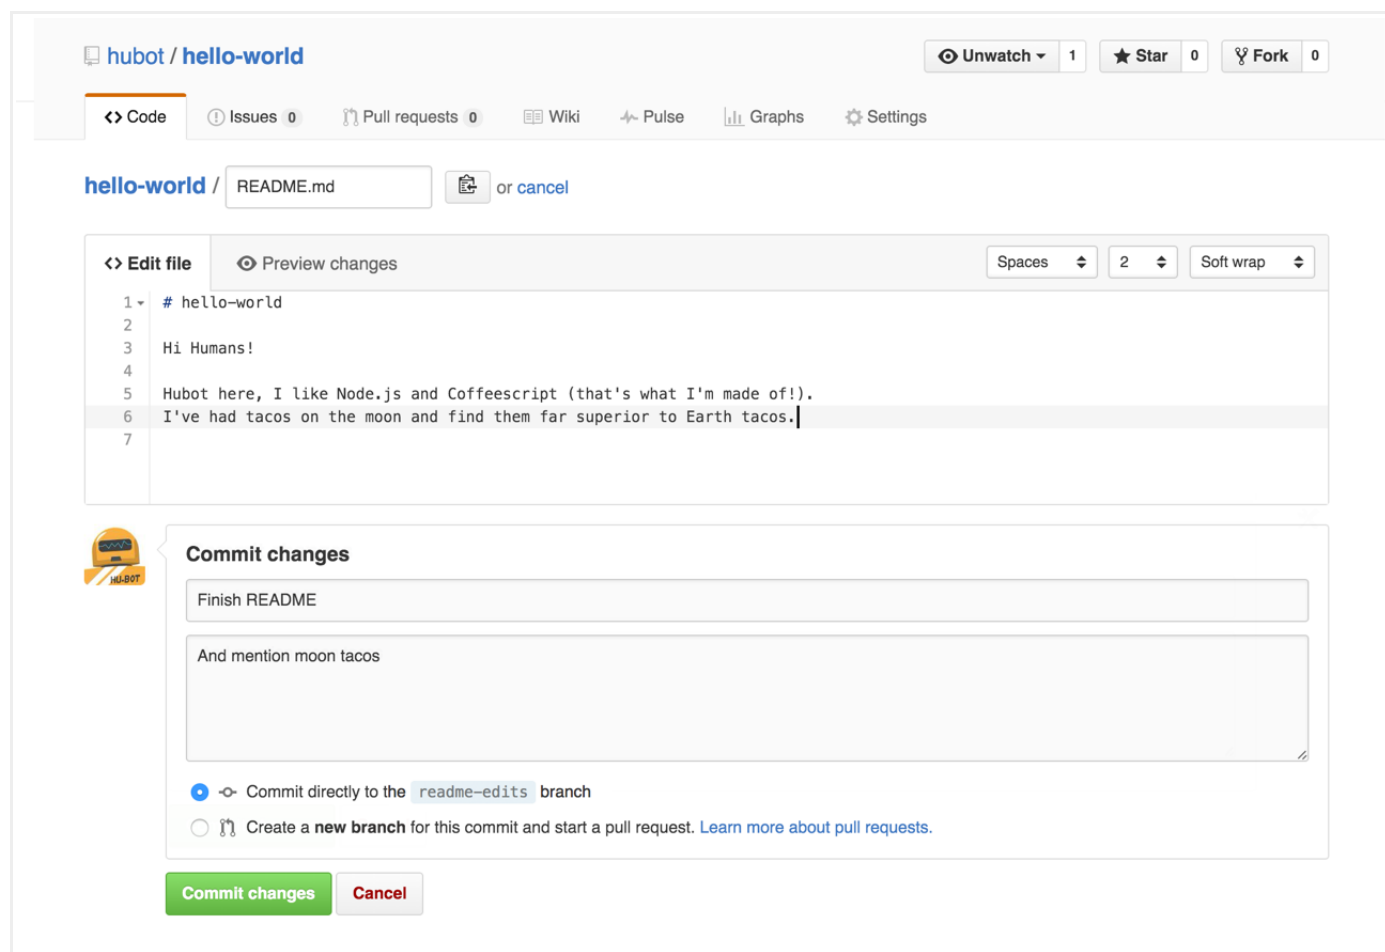 hubot / hello-world
Unwatch 1 Star 0 Fork 0
Code Issues 0 Pull requests 0 Wiki Pulse Graphs Settings
hello-world / README.md or cancel
Edit file Preview changes Spaces 2 Soft wrap
1 # hello-world
2
3 Hi Humans!
4
5 Hubot here, I like Node.js and Coffeescript (that's what I'm made of!).
6 I've had tacos on the moon and find them far superior to Earth tacos.
7
HU-BOT
Commit changes
Finish README
And mention moon tacos
Commit directly to the readme-edits branch
Create a new branch for this commit and start a pull request. Learn more about pull requests.
Commit changes Cancel